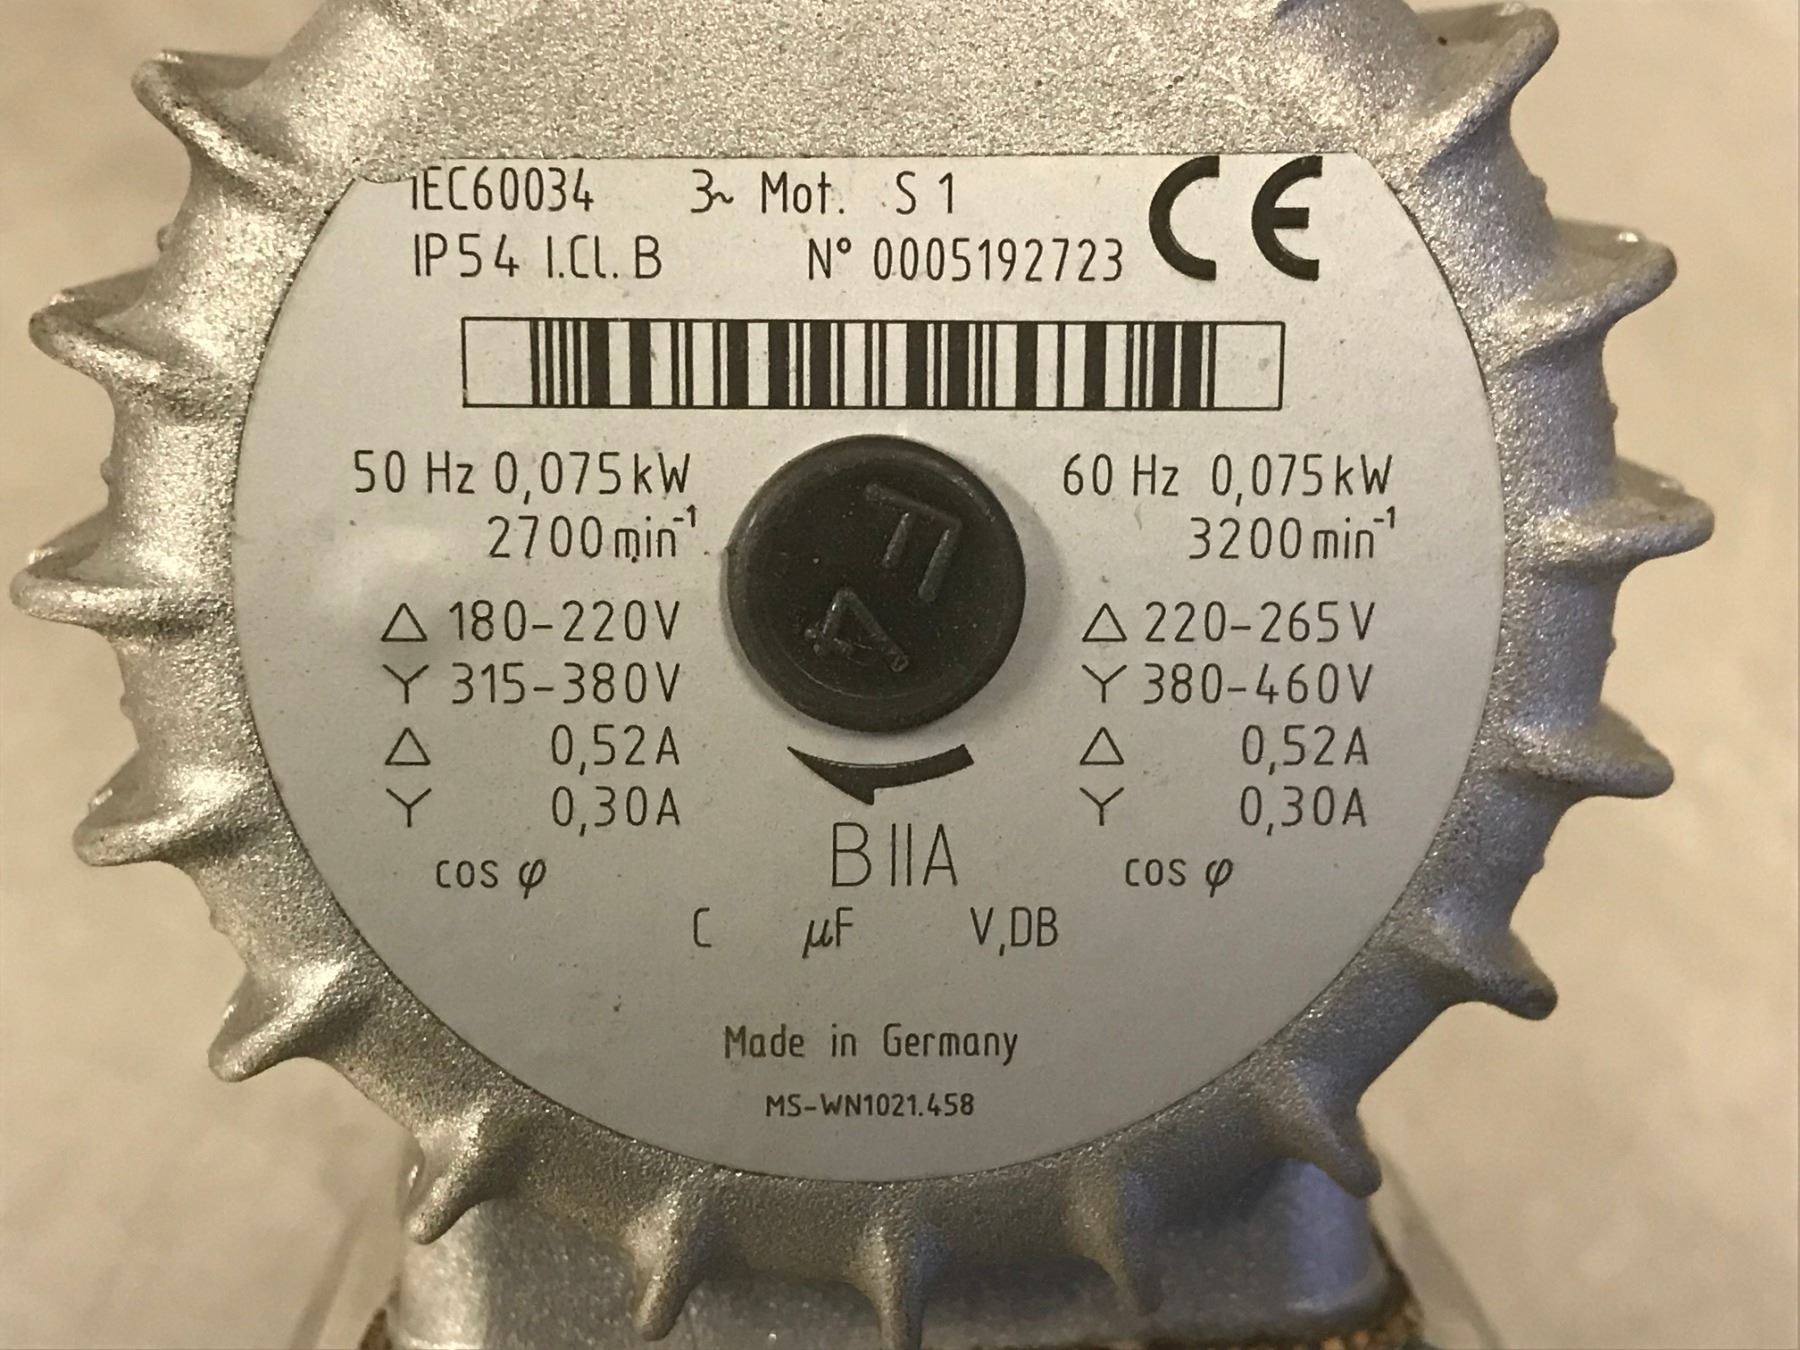 IEC60034 3~ Mot. S 1 CE
IP54 I.Cl. B N° 0005192723
50 Hz 0,075kW
2700min⁻¹
△ 180-220V
Y 315-380V
△ 0,52A
Y 0,30A
cos φ
60 Hz 0,075kW
3200min⁻¹
△ 220-265V
Y 380-460V
△ 0,52A
Y 0,30A
cos φ
BIIA
C µF V,DB
Made in Germany
MS-WN1021.458